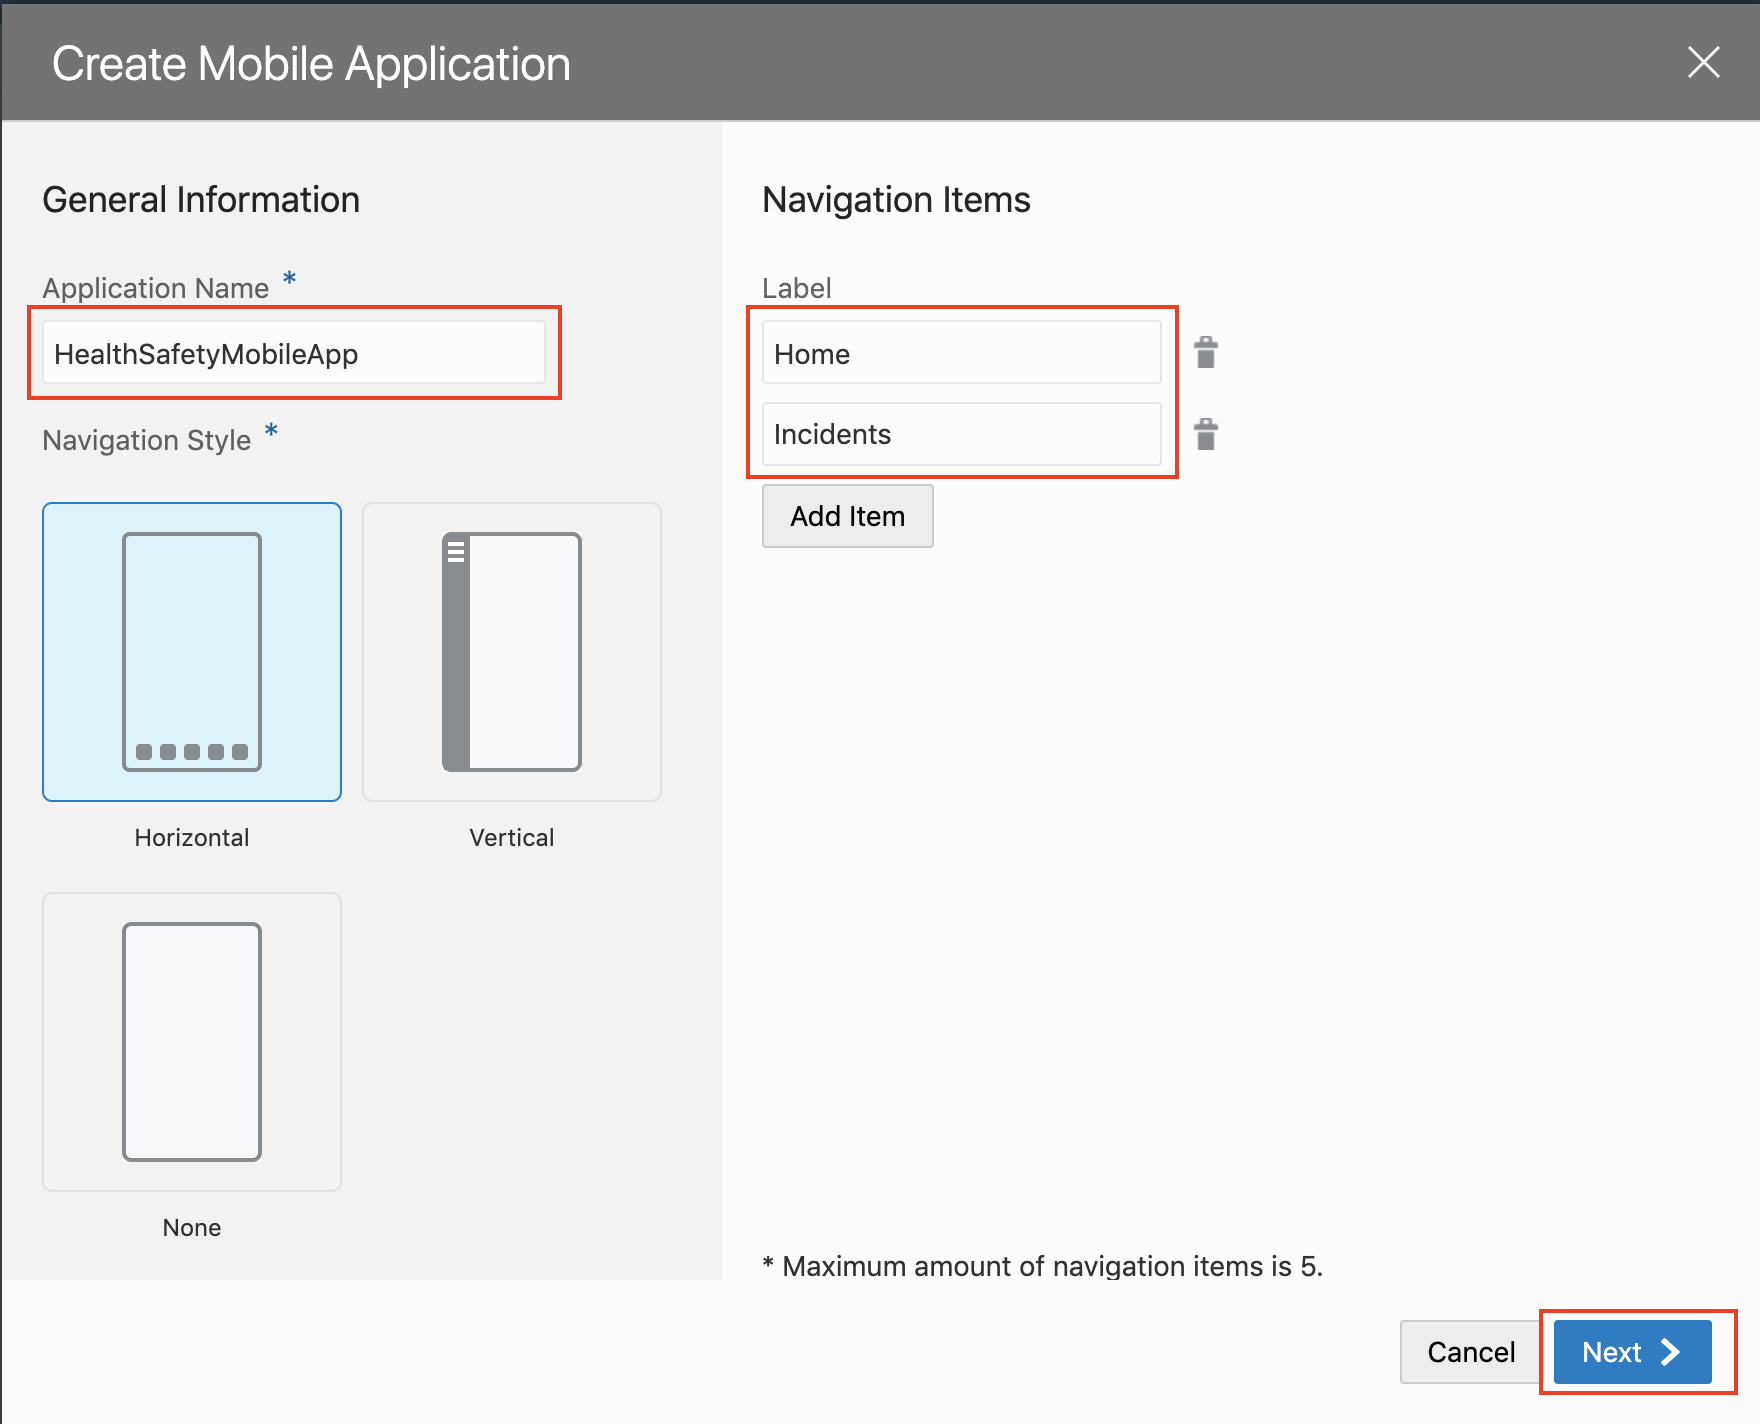 Create Mobile Application
General Information
Application Name *
HealthSafetyMobileApp
Navigation Style *
Horizontal
Vertical
None
Navigation Items
Label
Home
Incidents
Add Item
* Maximum amount of navigation items is 5.
Cancel
Next